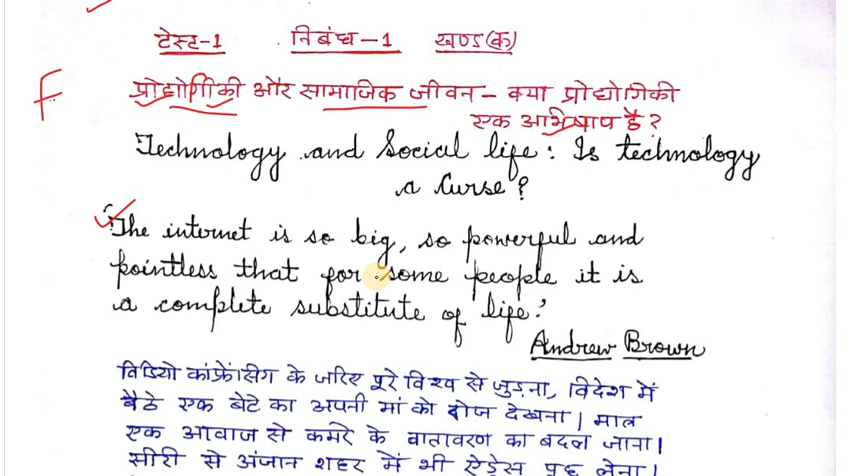 टेस्ट-1 निबंध-1 खण्ड(क)
प्रोद्योगिकी और सामाजिक जीवन - क्या प्रोद्योगिकी
एक अभिषाप है?
Technology and Social life: Is technology
a Curse?
"The internet is so big, so powerful and
pointless that for some people it is
a complete substitute of life."
Andrew Brown
विडियो कांफ्रेंसिग के जरिए पूरे विश्व से जुड़ना, विदेश में
बैठे एक बेटे का अपनी मां को रोज देखना। मात्र
एक आवाज से कमरे के वातावरण का बदल जाना।
सीरी से अंजान शहर में भी ऐड्रेस पूछ लेना।